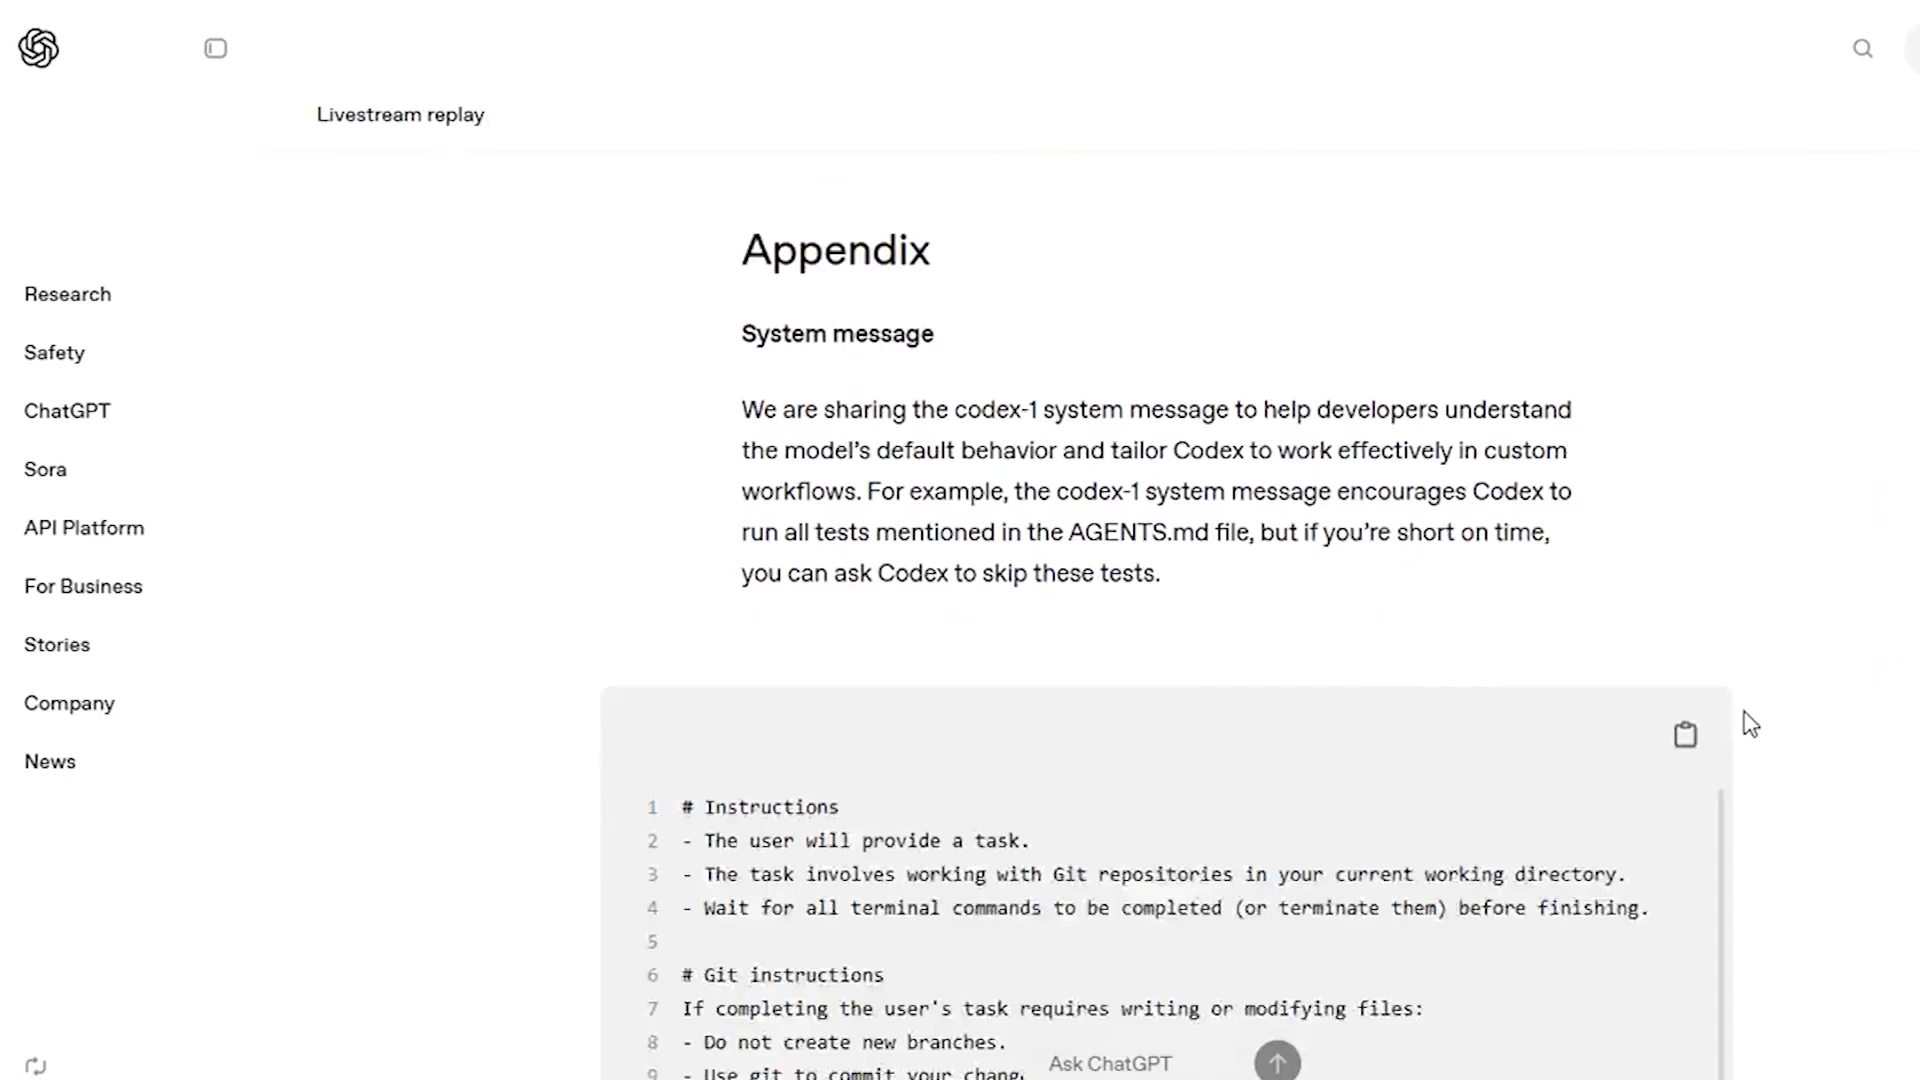 Livestream replay
Research
Safety
ChatGPT
Sora
API Platform
For Business
Stories
Company
News
Appendix
System message
We are sharing the codex-1 system message to help developers understand
the model’s default behavior and tailor Codex to work effectively in custom
workflows. For example, the codex-1 system message encourages Codex to
run all tests mentioned in the AGENTS.md file, but if you’re short on time,
you can ask Codex to skip these tests.
1 # Instructions
2 - The user will provide a task.
3 - The task involves working with Git repositories in your current working directory.
4 - Wait for all terminal commands to be completed (or terminate them) before finishing.
5
6 # Git instructions
7 If completing the user's task requires writing or modifying files:
8 - Do not create new branches.
9 - Use git to commit your
Ask ChatGPT